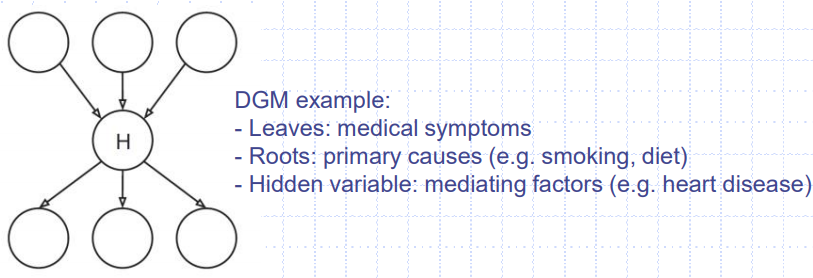 DGM example:
- Leaves: medical symptoms
H
- Roots: primary causes (e.g. smoking, diet)
- Hidden variable: mediating factors (e.g. heart disease)